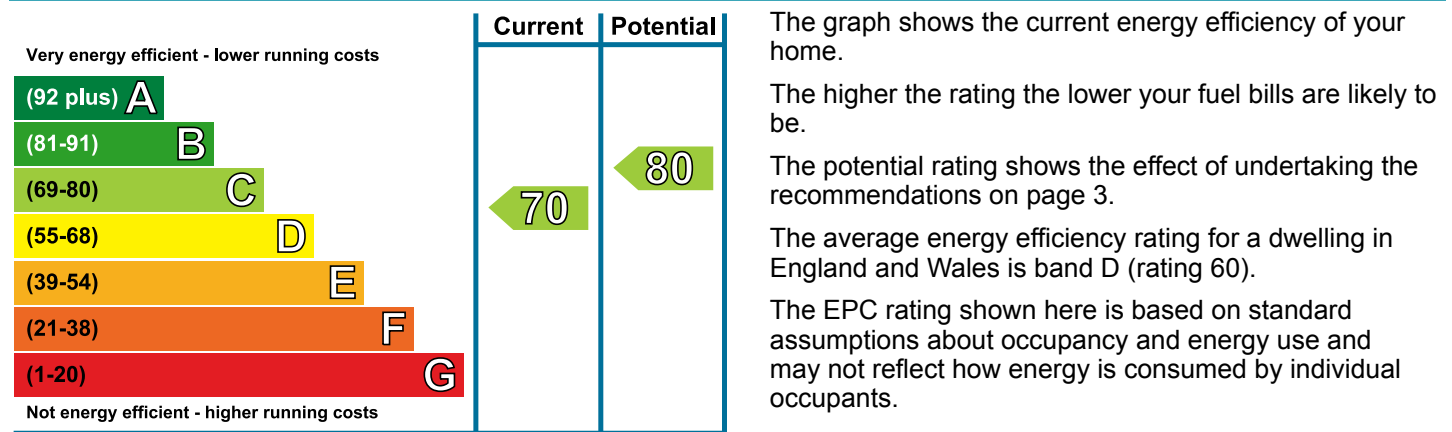 Current Potential
Very energy efficient - lower running costs
(92 plus) A
(81-91) B
(69-80) C
(55-68) D
(39-54) E
(21-38) F
(1-20) G
Not energy efficient - higher running costs
70
80
The graph shows the current energy efficiency of your
home.
The higher the rating the lower your fuel bills are likely to
be.
The potential rating shows the effect of undertaking the
recommendations on page 3.
The average energy efficiency rating for a dwelling in
England and Wales is band D (rating 60).
The EPC rating shown here is based on standard
assumptions about occupancy and energy use and
may not reflect how energy is consumed by individual
occupants.